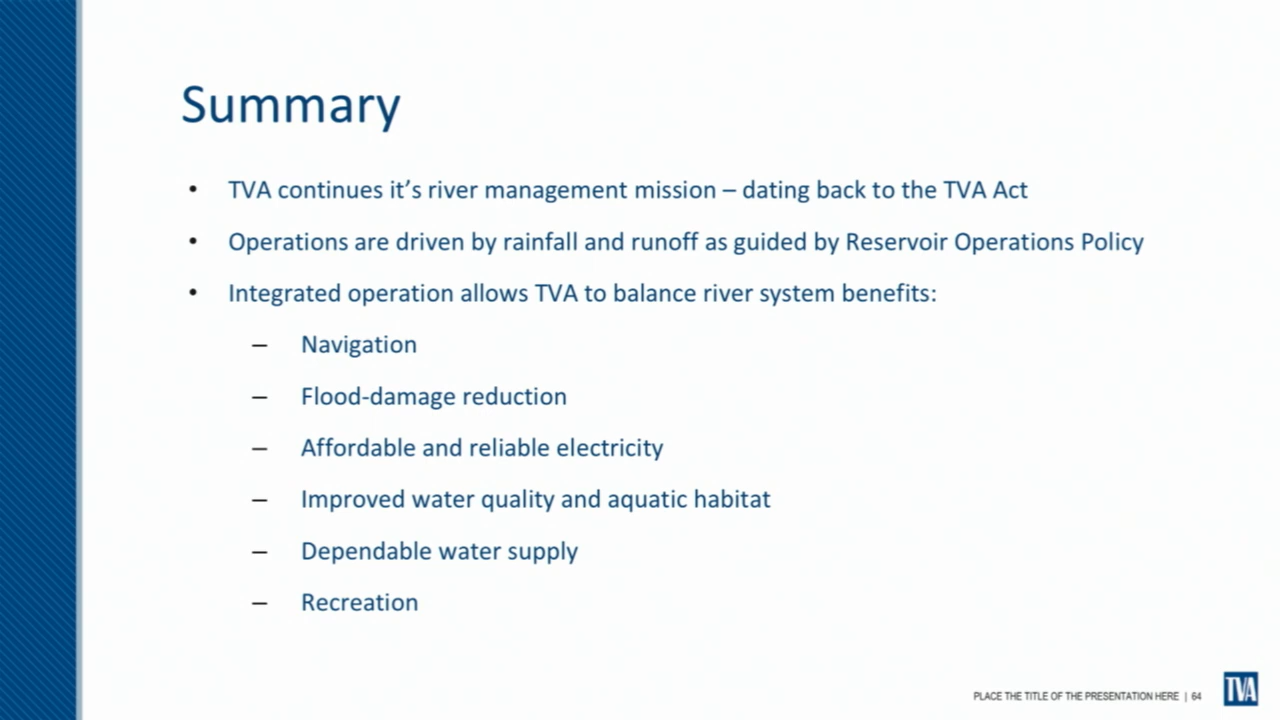 Summary
• TVA continues it’s river management mission – dating back to the TVA Act
• Operations are driven by rainfall and runoff as guided by Reservoir Operations Policy
• Integrated operation allows TVA to balance river system benefits:
– Navigation
– Flood-damage reduction
– Affordable and reliable electricity
– Improved water quality and aquatic habitat
– Dependable water supply
– Recreation
PLACE THE TITLE OF THE PRESENTATION HERE | 64
TVA